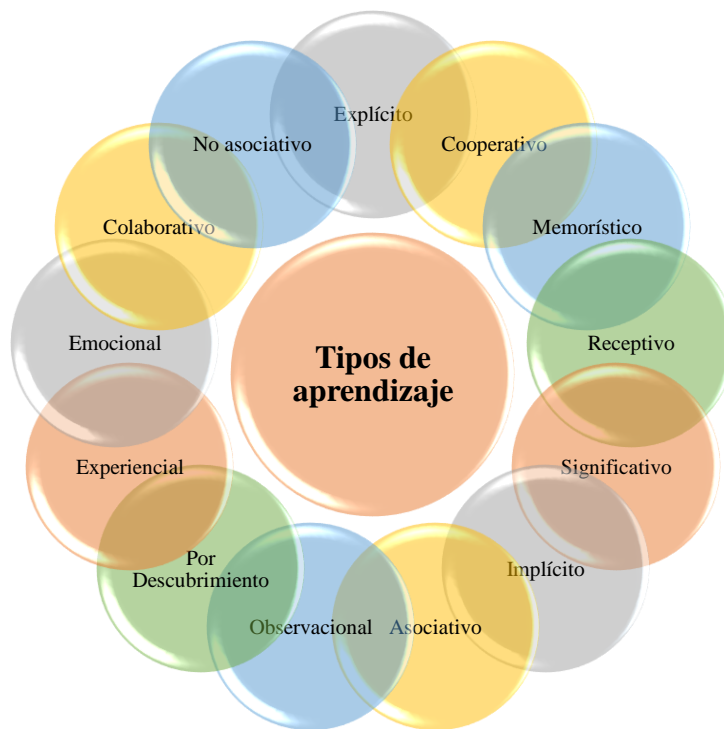 Explícito
Cooperativo
Memorístico
Receptivo
Significativo
Implícito
Asociativo
Observacional
Por
Descubrimiento
Experiencial
Emocional
Colaborativo
No asociativo
Tipos de
aprendizaje